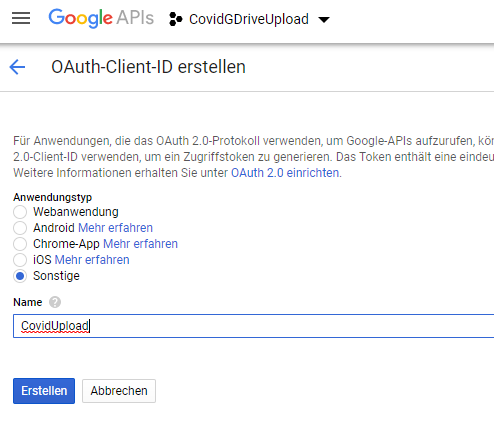 Google APIs CovidGDriveUpload
OAuth-Client-ID erstellen
Für Anwendungen, die das OAuth 2.0-Protokoll verwenden, um Google-APIs aufzurufen, kön
2.0-Client-ID verwenden, um ein Zugriffstoken zu generieren. Das Token enthält eine eindeu
Weitere Informationen erhalten Sie unter OAuth 2.0 einrichten.
Anwendungstyp
Webanwendung
Android Mehr erfahren
Chrome-App Mehr erfahren
iOS Mehr erfahren
Sonstige
Name ?
CovidUpload
Erstellen Abbrechen